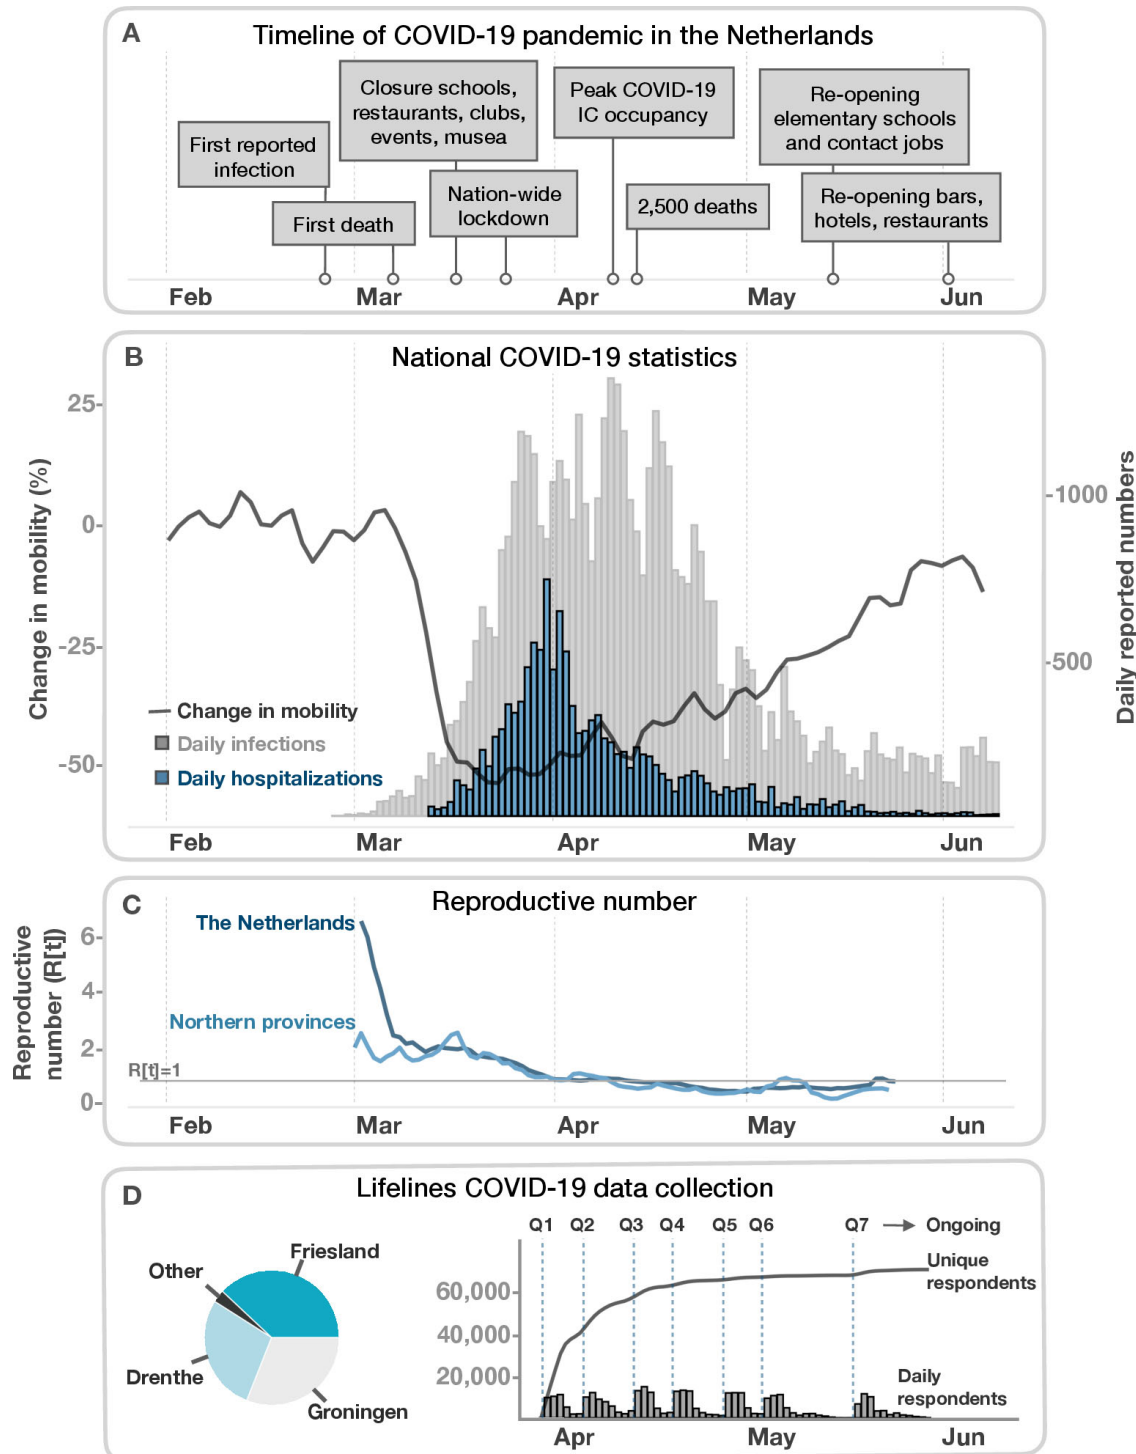 A
Timeline of COVID-19 pandemic in the Netherlands
First reported
infection
Closure schools,
restaurants, clubs,
events, musea
Peak COVID-19
IC occupancy
Re-opening
elementary schools
and contact jobs
First death
Nation-wide
lockdown
2,500 deaths
Re-opening bars,
hotels, restaurants
Feb Mar Apr May Jun
B
National COVID-19 statistics
Change in mobility (%)
25-
0-
-25-
-50-
Daily reported numbers
-1000
-500
Change in mobility
Daily infections
Daily hospitalizations
Feb Mar Apr May Jun
C
Reproductive number
Reproductive
number (R[t])
6-
4-
2-
0-
The Netherlands
Northern provinces
R[t]=1
Feb Mar Apr May Jun
D
Lifelines COVID-19 data collection
Friesland
Other
Drenthe
Groningen
Q1 Q2 Q3 Q4 Q5 Q6 Q7 → Ongoing
Unique
respondents
60,000-
40,000-
20,000-
Daily
respondents
Apr May Jun